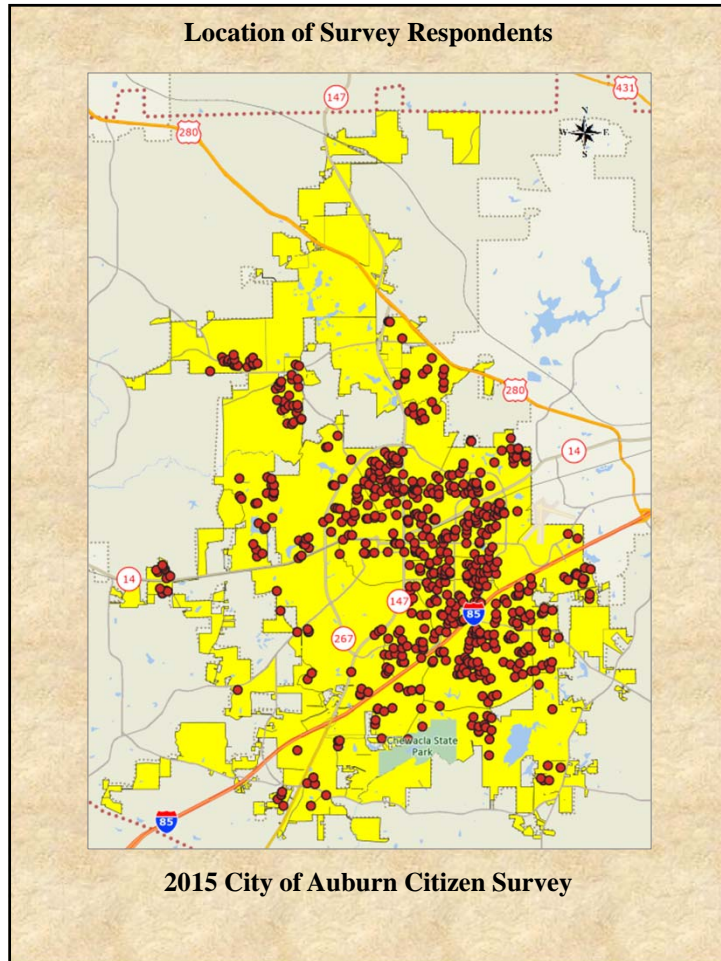 Location of Survey Respondents
147
431
280
N
W E
S
280
14
14
147
85
267
Chewacla State
Park
85
2015 City of Auburn Citizen Survey